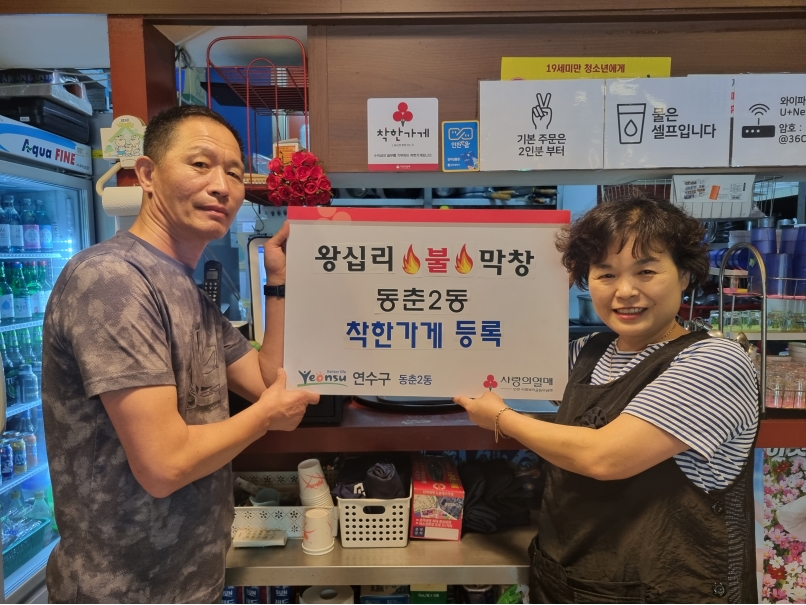 19세미만 청소년에게
착한가게
기본 주문은
2인분 부터
물은
셀프입니다
와이파
U+Ne
암호 :
@36C
Aqua FINE
왕십리 불 막창
동춘2동
착한가게 등록
Yeonsu 연수구 동춘2동
사랑의열매